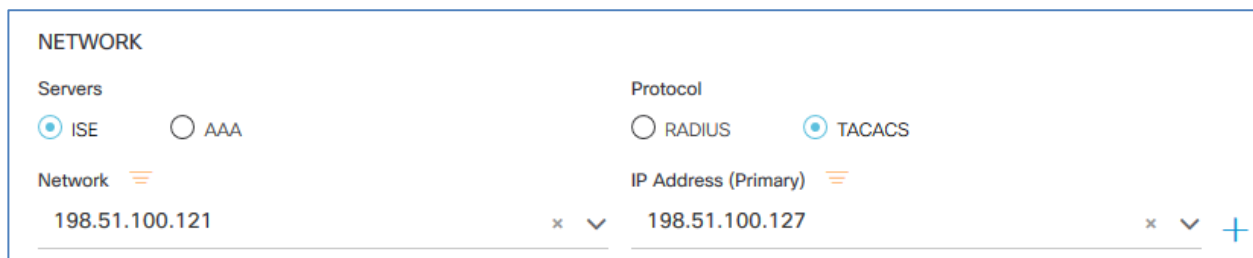 NETWORK
Servers Protocol
ISE AAA RADIUS TACACS
Network IP Address (Primary)
198.51.100.121 198.51.100.127